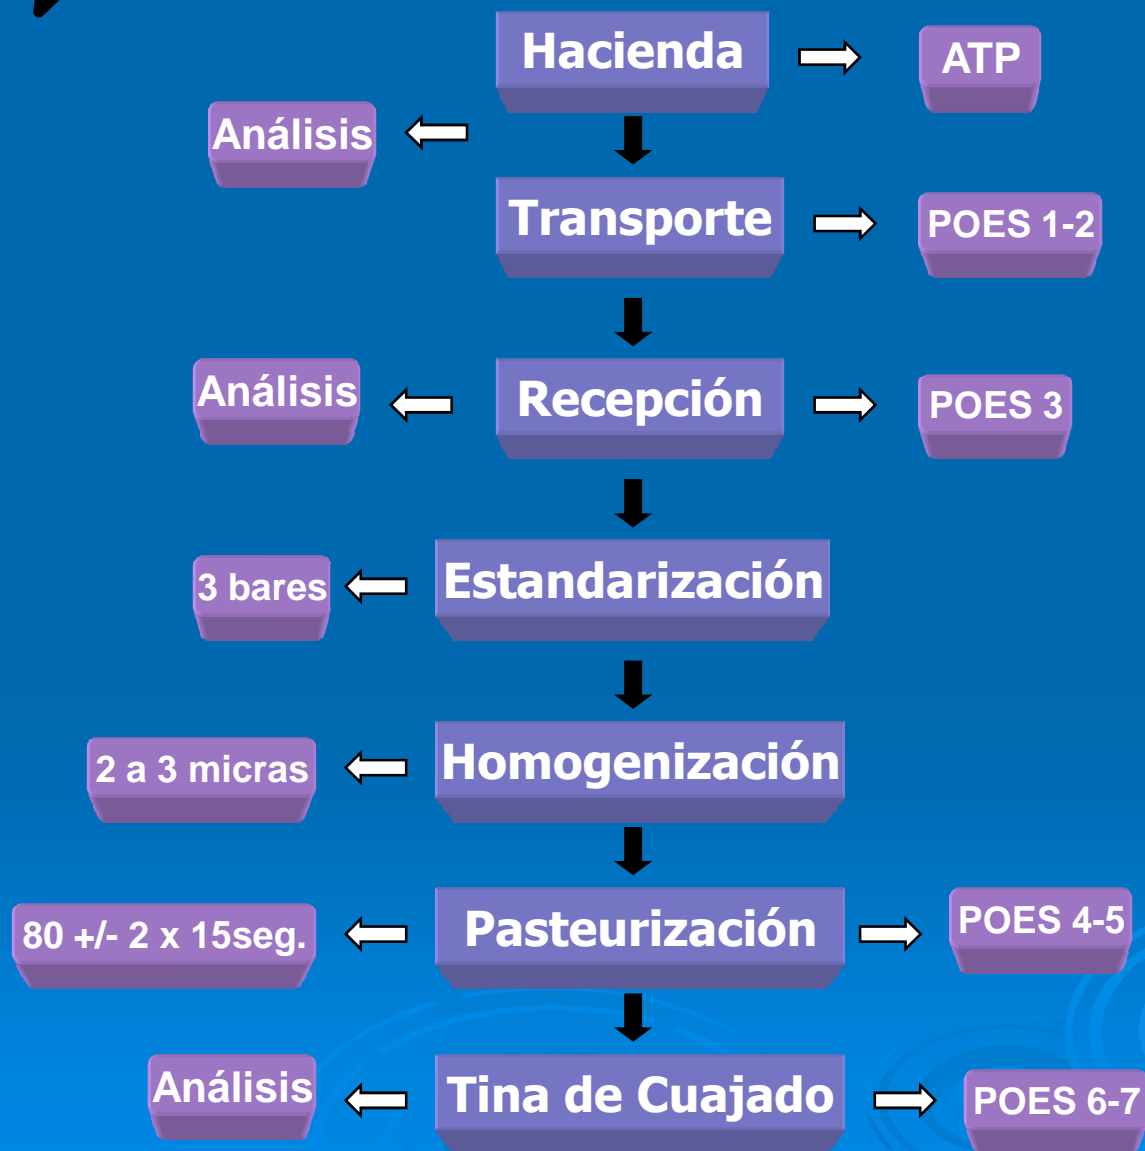 Hacienda
ATP
Análisis
Transporte
POES 1-2
Análisis
Recepción
POES 3
3 bares
Estandarización
2 a 3 micras
Homogenización
80 +/- 2 x 15seg.
Pasteurización
POES 4-5
Análisis
Tina de Cuajado
POES 6-7